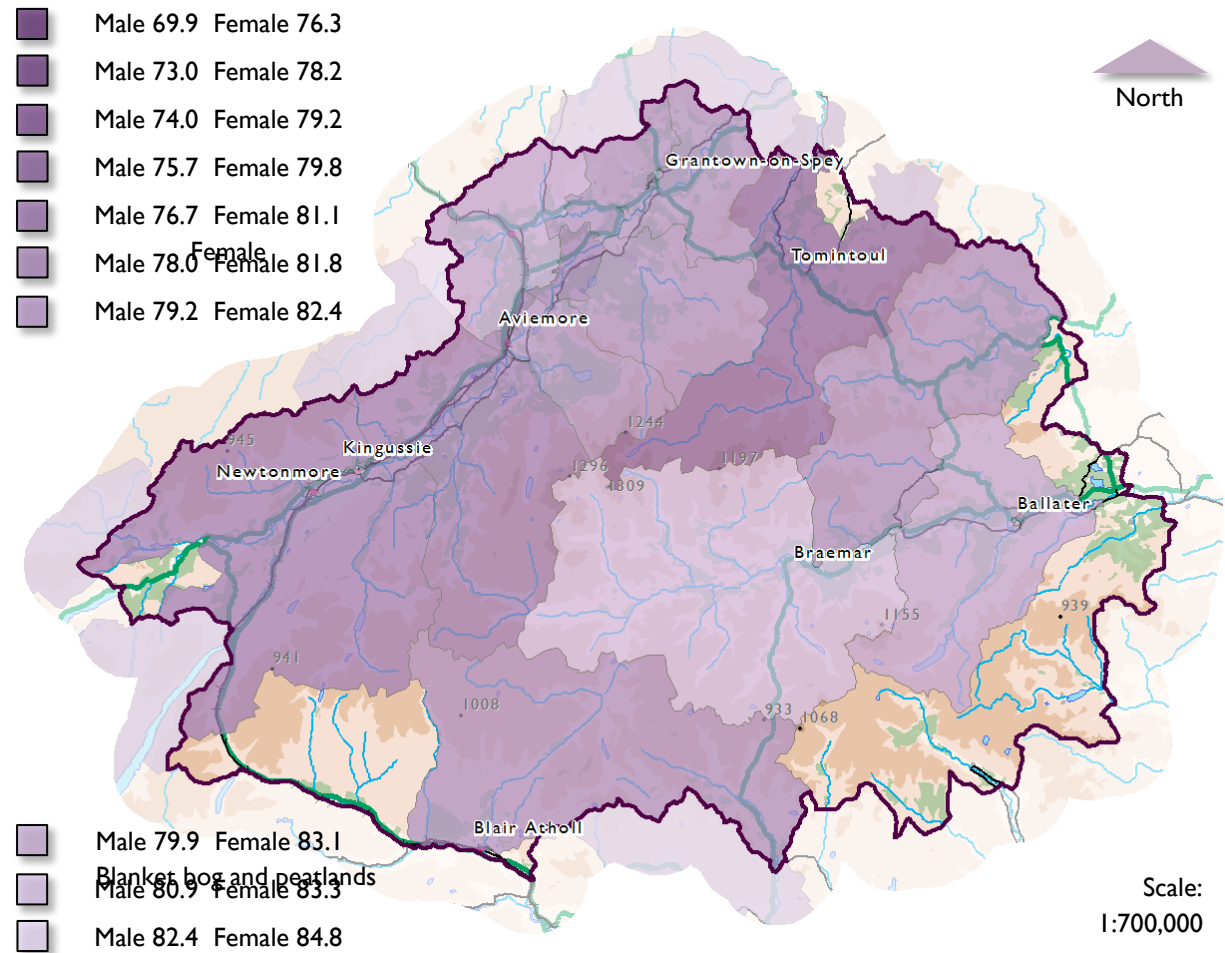 Male 69.9 Female 76.3
Male 73.0 Female 78.2
Male 74.0 Female 79.2
Male 75.7 Female 79.8
Male 76.7 Female 81.1
Female
Male 78.0 Female 81.8
Male 79.2 Female 82.4
North
Grantown-on-Spey
Tomintoul
Aviemore
1244
945
Kingussie
1197
Newtonmore
1296
1309
Ballater
Braemar
1155
939
941
1008
933
1068
Blair Atholl
Male 79.9 Female 83.1
Blanket bog and peatlands
Male 80.9 Female 83.3
Male 82.4 Female 84.8
Scale:
1:700,000